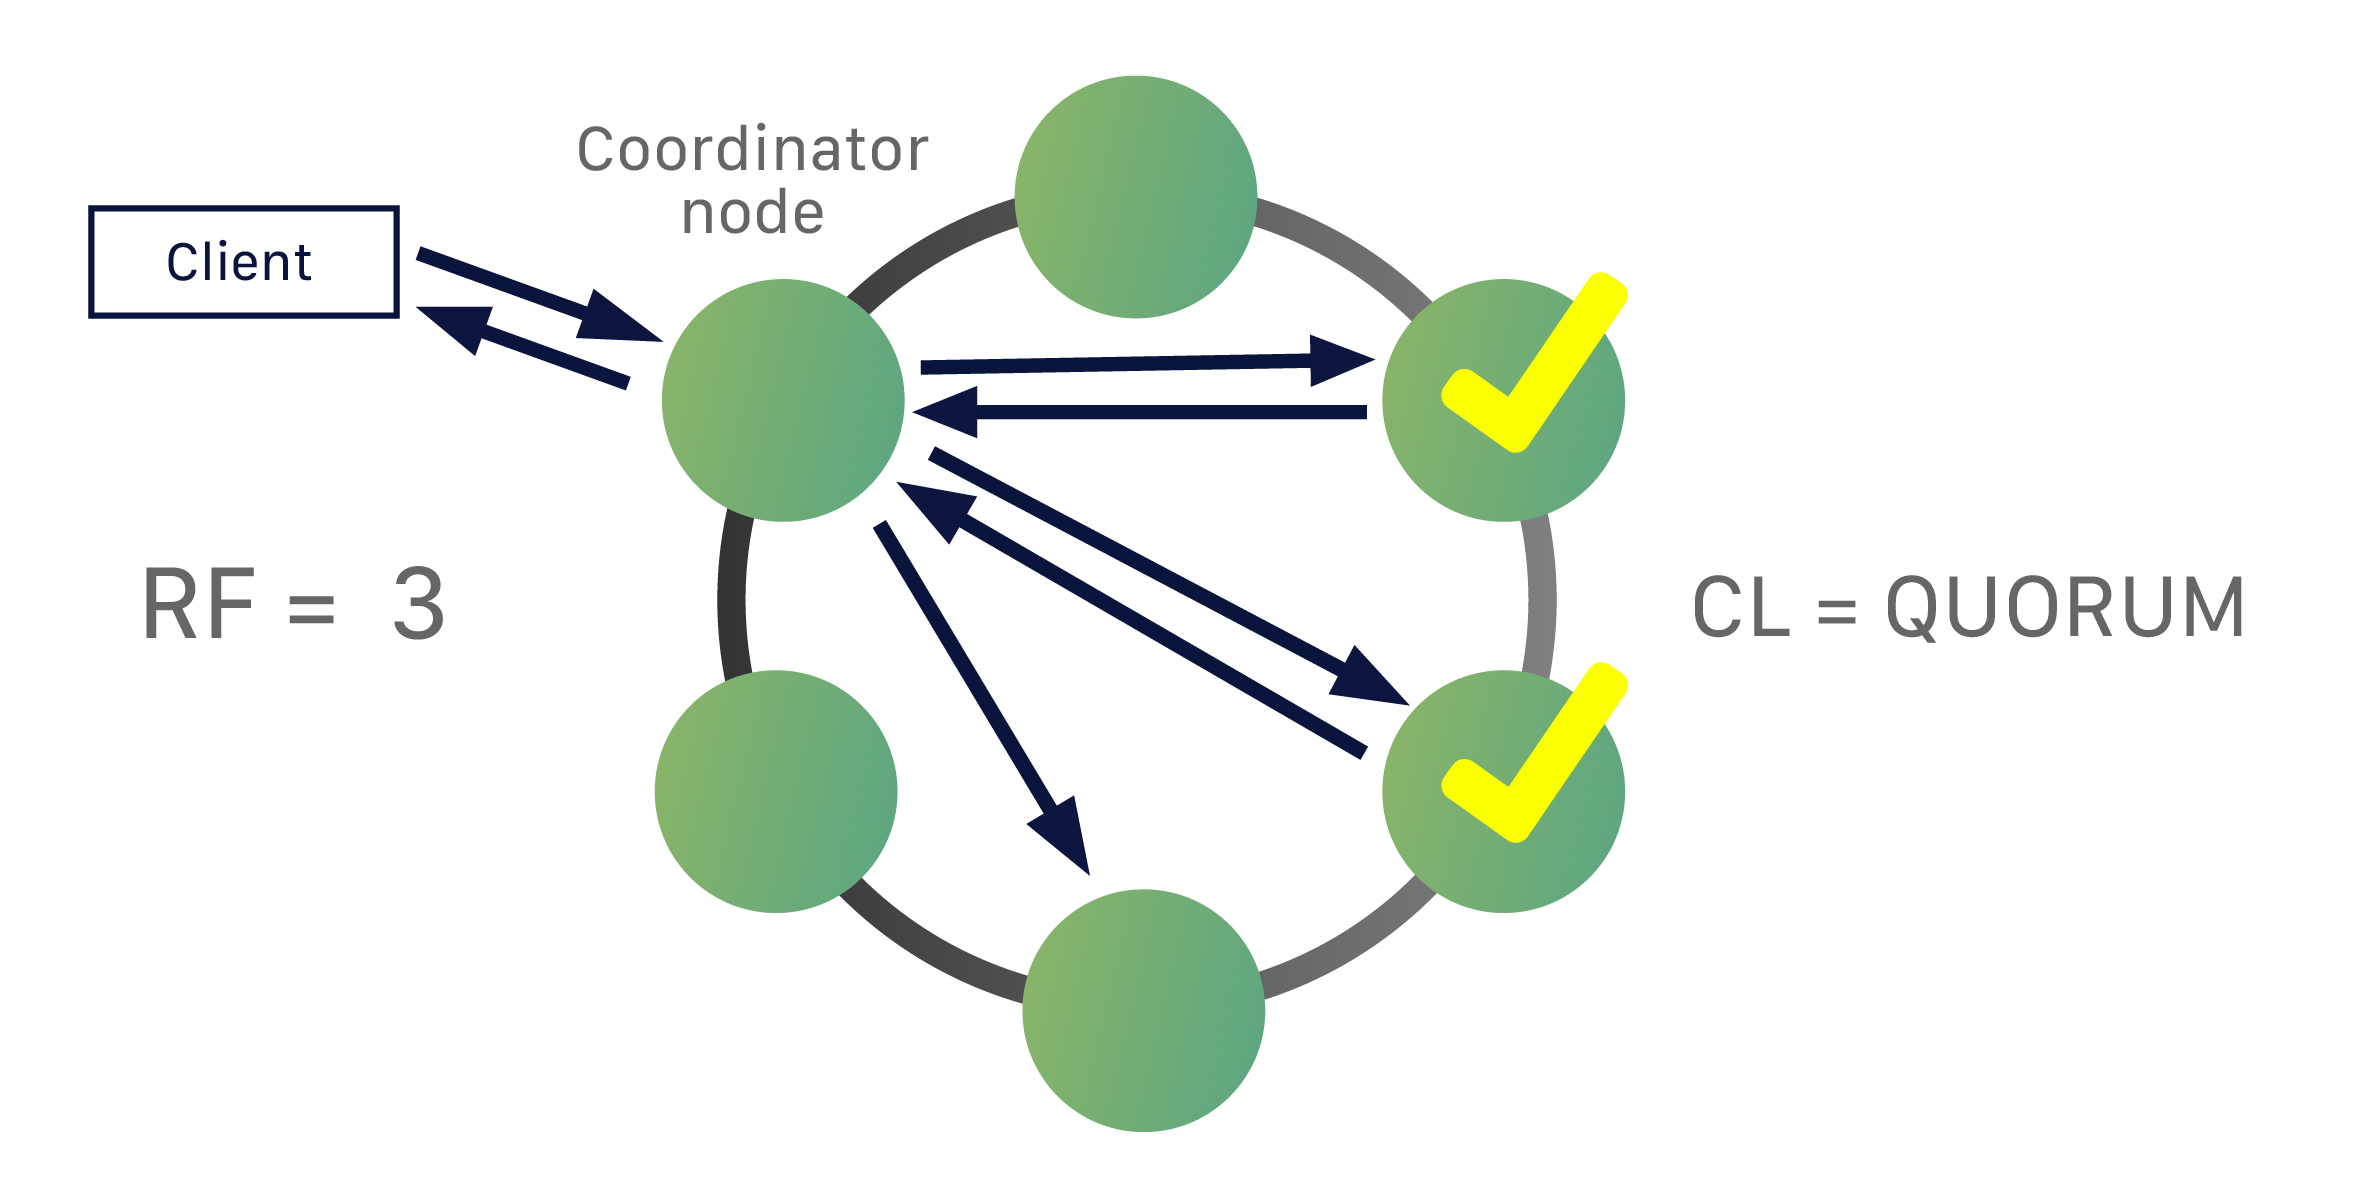 Coordinator
node
Client
RF = 3
CL = QUORUM